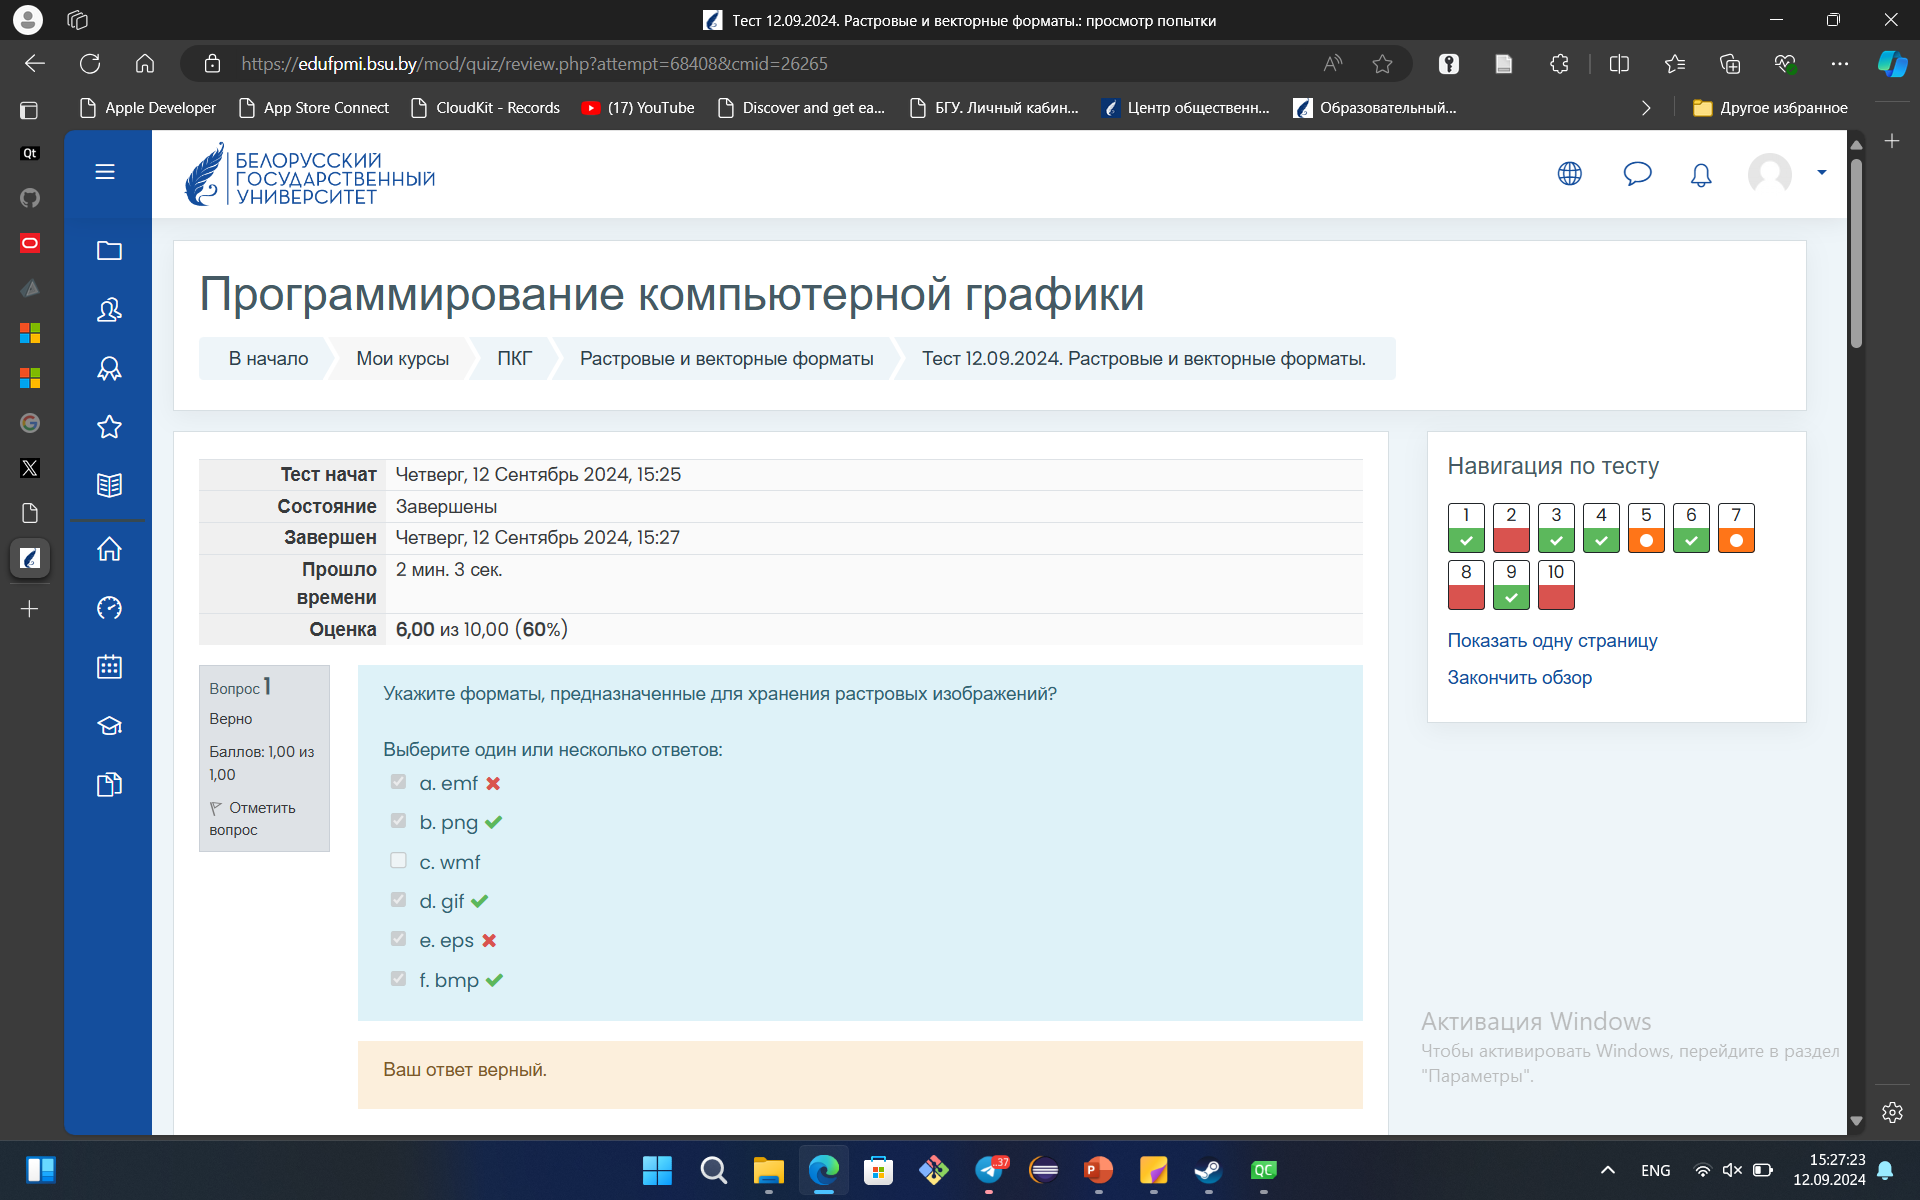 Тест 12.09.2024. Растровые и векторные форматы.: просмотр попытки
https://edufpmi.bsu.by/mod/quiz/review.php?attempt=68408&cmid=26265
Apple Developer
App Store Connect
CloudKit - Records
(17) YouTube
Discover and get ea...
БГУ. Личный кабин...
Центр общественн...
Образовательный...
Другое избранное
Qt
БЕЛОРУССКИЙ
ГОСУДАРСТВЕННЫЙ
УНИВЕРСИТЕТ
Программирование компьютерной графики
В начало
Мои курсы
ПКГ
Растровые и векторные форматы
Тест 12.09.2024. Растровые и векторные форматы.
Тест начат Четверг, 12 Сентябрь 2024, 15:25
Состояние Завершены
Завершен Четверг, 12 Сентябрь 2024, 15:27
Прошло времени 2 мин. 3 сек.
Оценка 6,00 из 10,00 (60%)
Вопрос 1
Верно
Баллов: 1,00 из
1,00
Отметить
вопрос
Укажите форматы, предназначенные для хранения растровых изображений?
Выберите один или несколько ответов:
a. emf
b. png
c. wmf
d. gif
e. eps
f. bmp
Ваш ответ верный.
Навигация по тесту
1 2 3 4 5 6 7
8 9 10
Показать одну страницу
Закончить обзор
Активация Windows
Чтобы активировать Windows, перейдите в раздел
"Параметры".
37
P
QC
ENG
15:27:23
12.09.2024